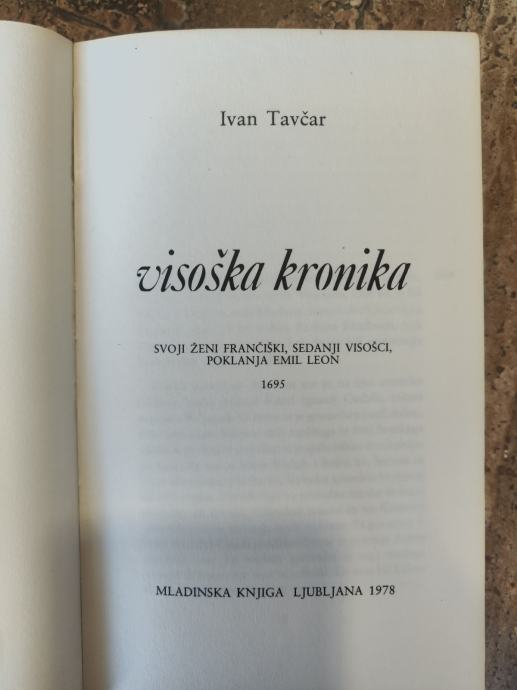 Ivan Tavčar
visoška kronika
SVOJI ŽENI FRANČIŠKI, SEDANJI VISOŠCI,
POKLANJA EMIL LEON
1695
MLADINSKA KNJIGA LJUBLJANA 1978